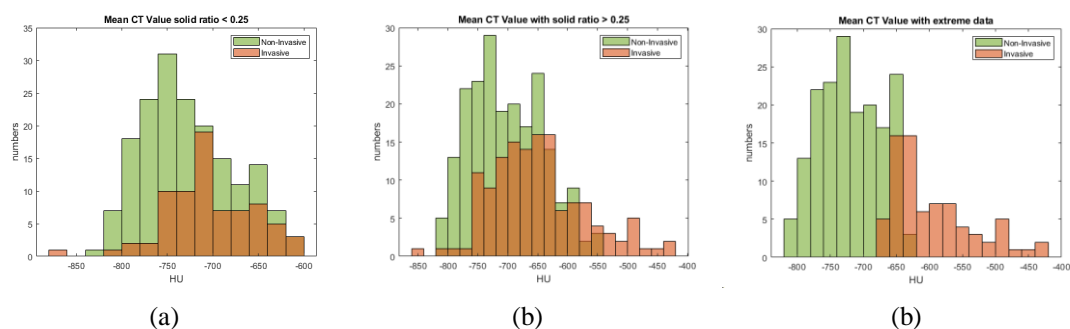 Mean CT Value solid ratio < 0.25
35
30
25
20
15
10
5
0
numbers
Non-Invasive
Invasive
-850
-800
-750
-700
-650
-600
HU
(a)
Mean CT Value with solid ratio > 0.25
30
25
20
15
10
5
0
numbers
Non-Invasive
Invasive
-850
-800
-750
-700
-650
-600
-550
-500
-450
-400
HU
(b)
Mean CT Value with extreme data
30
25
20
15
10
5
0
numbers
Non-Invasive
Invasive
-800
-750
-700
-650
-600
-550
-500
-450
-400
HU
(b)